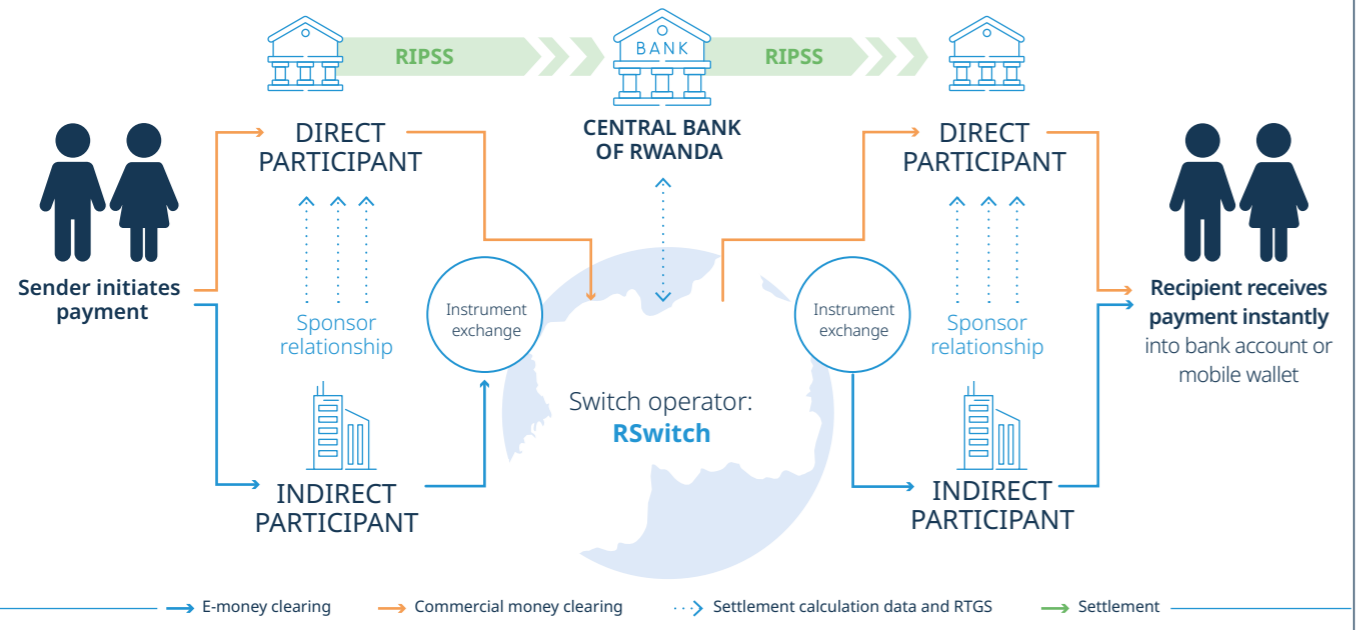 RIPSS
BANK
RIPSS
CENTRAL BANK
OF RWANDA
DIRECT
PARTICIPANT
DIRECT
PARTICIPANT
Sender initiates
payment
Sponsor
relationship
Instrument
exchange
Instrument
exchange
Sponsor
relationship
Recipient receives
payment instantly
into bank account or
mobile wallet
Switch operator:
RSwitch
INDIRECT
PARTICIPANT
INDIRECT
PARTICIPANT
E-money clearing
Commercial money clearing
Settlement calculation data and RTGS
Settlement